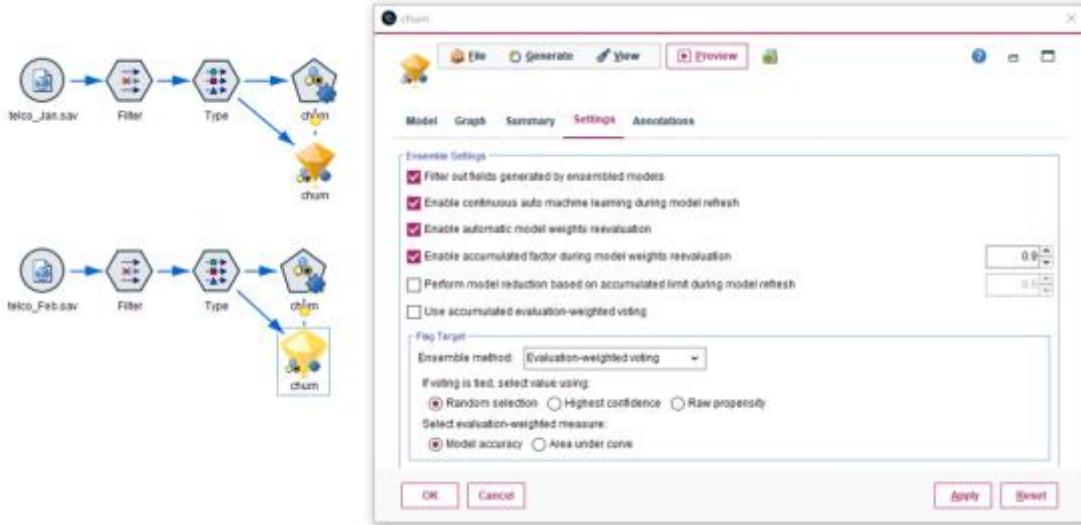 telco_Jan.sav
Filter
Type
churn
churn
telco_Feb.sav
Filter
Type
churn
churn
churn
File
Generate
View
Preview
Model
Graph
Summary
Settings
Annotations
Ensemble Settings
Filter out fields generated by ensembled models
Enable continuous auto machine learning during model refresh
Enable automatic model weights reevaluation
Enable accumulated factor during model weights reevaluation
0.9
Perform model reduction based on accumulated limit during model refresh
Use accumulated evaluation-weighted voting
Flag Target
Ensemble method: Evaluation-weighted voting
If voting is tied, select value using:
Random selection Highest confidence Raw propensity
Select evaluation-weighted measure:
Model accuracy Area under curve
OK
Cancel
Apply
Reset